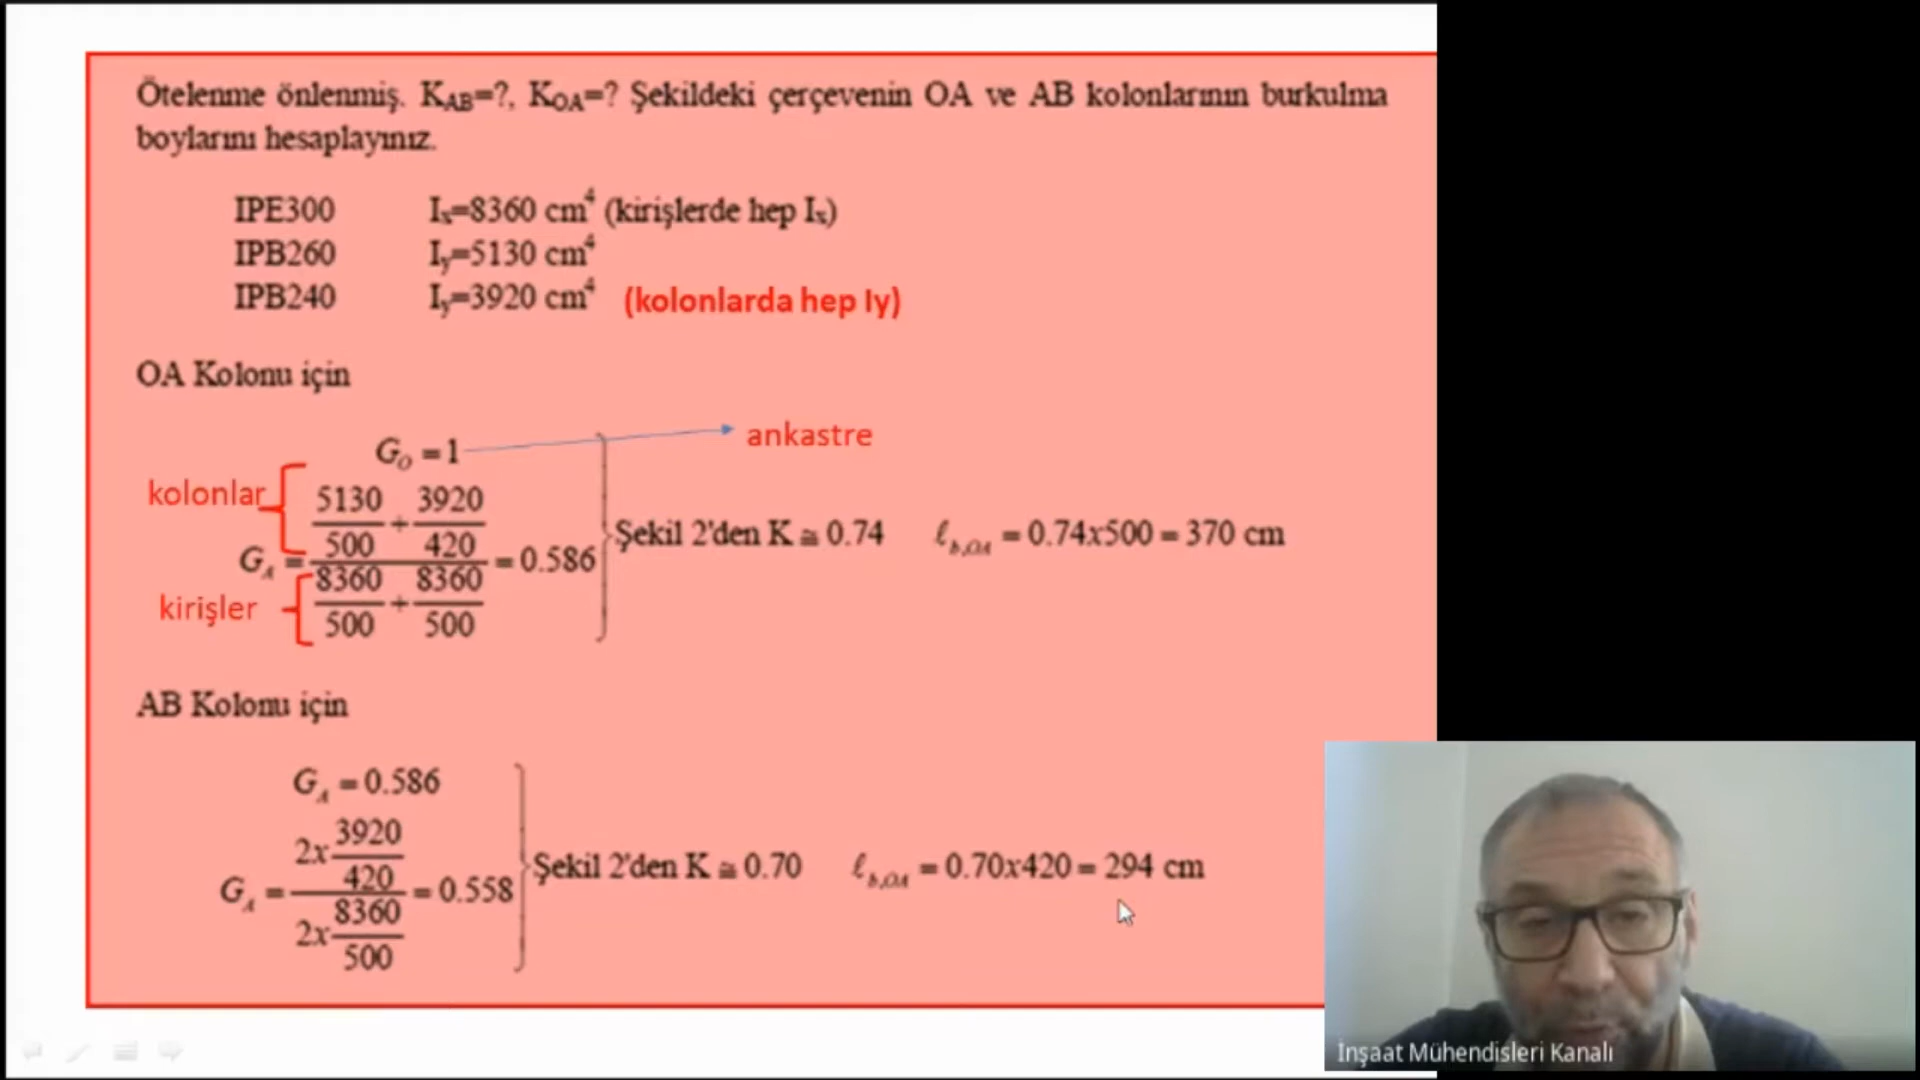 Ötelenme önlenmiş. K_AB=?, K_OA=? Şekildeki çerçevenin OA ve AB kolonlarının burkulma
boylarını hesaplayınız.
IPE300 Iₓ=8360 cm⁴ (kirişlerde hep Iₓ)
IPB260 I_y=5130 cm⁴
IPB240 I_y=3920 cm⁴ (kolonlarda hep Iy)
OA Kolonu için
G_O = 1
ankastre
kolonlar
5130 + 3920
500 420
G_A = = 0.586
Şekil 2'den K ≅ 0.74 ℓ_b,OA = 0.74x500 = 370 cm
kirişler
8360 + 8360
500 500
AB Kolonu için
G_A = 0.586
2x 3920
420
G_A = = 0.558
Şekil 2'den K ≅ 0.70 ℓ_b,OA = 0.70x420 = 294 cm
2x 8360
500
İnşaat Mühendisleri Kanalı